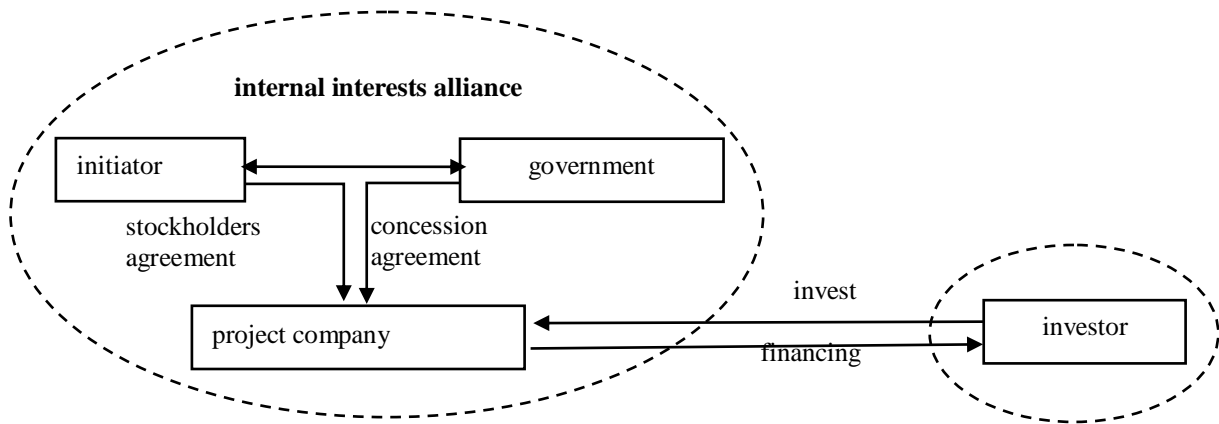 internal interests alliance
initiator
government
stockholders
agreement
concession
agreement
project company
invest
financing
investor